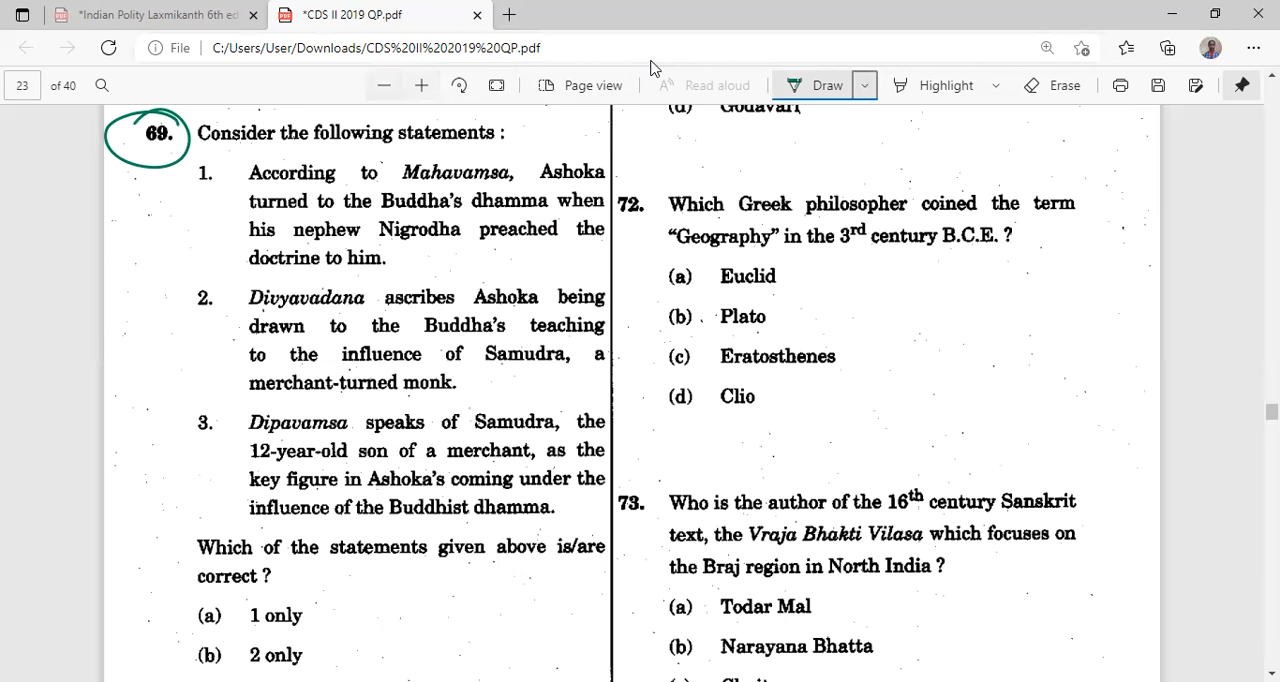 *Indian Polity Laxmikanth 6th ed
*CDS II 2019 QP.pdf
File
C:/Users/User/Downloads/CDS%20II%202019%20QP.pdf
23 of 40
Page view
Read aloud
Draw
Highlight
Erase
69. Consider the following statements :
1. According to Mahavamsa, Ashoka
turned to the Buddha's dhamma when
his nephew Nigrodha preached the
doctrine to him.
2. Divyavadana ascribes Ashoka being
drawn to the Buddha's teaching
to the influence of Samudra, a
merchant-turned monk.
3. Dipavamsa speaks of Samudra, the
12-year-old son of a merchant, as the
key figure in Ashoka's coming under the
influence of the Buddhist dhamma.
Which of the statements given above is/are
correct ?
(a) 1 only
(b) 2 only
(d) Godavari
72. Which Greek philosopher coined the term
"Geography" in the 3rd century B.C.E. ?
(a) Euclid
(b) Plato
(c) Eratosthenes
(d) Clio
73. Who is the author of the 16th century Sanskrit
text, the Vraja Bhakti Vilasa which focuses on
the Braj region in North India ?
(a) Todar Mal
(b) Narayana Bhatta